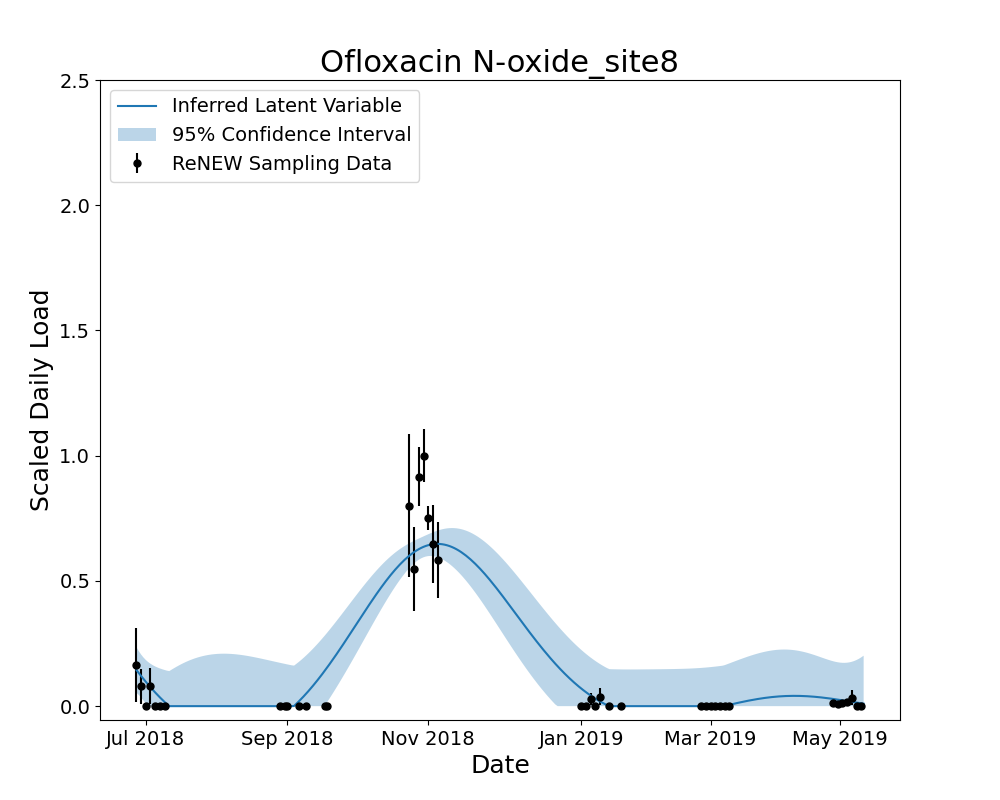 Ofloxacin N-oxide_site8
Inferred Latent Variable
95% Confidence Interval
ReNEW Sampling Data
Scaled Daily Load
2.5
2.0
1.5
1.0
0.5
0.0
Jul 2018 Sep 2018 Nov 2018 Jan 2019 Mar 2019 May 2019
Date